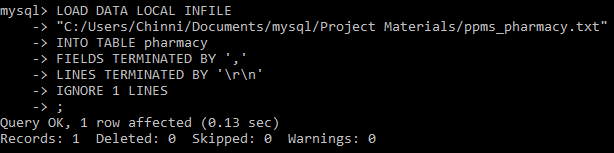 mysql> LOAD DATA LOCAL INFILE
    -> "C:/Users/Chinni/Documents/mysql/Project Materials/ppms_pharmacy.txt"
    -> INTO TABLE pharmacy
    -> FIELDS TERMINATED BY ','
    -> LINES TERMINATED BY '\r\n'
    -> IGNORE 1 LINES
    -> ;
Query OK, 1 row affected (0.13 sec)
Records: 1  Deleted: 0  Skipped: 0  Warnings: 0